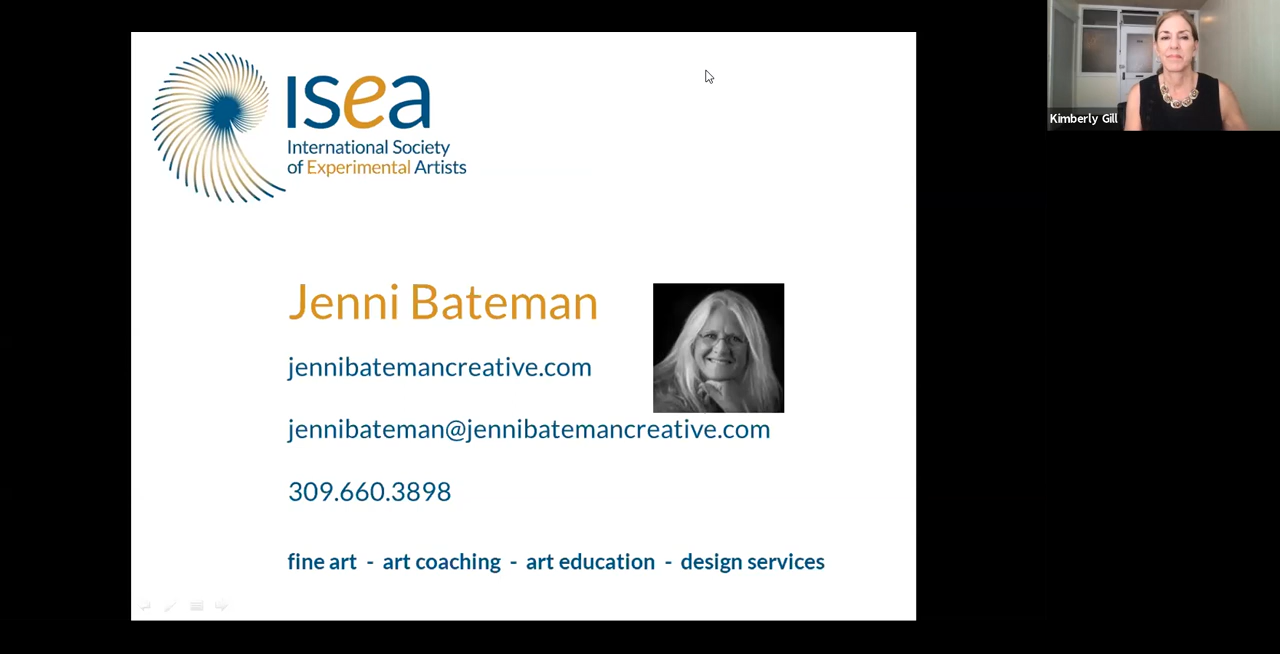 isea
International Society
of Experimental Artists
Jenni Bateman
jennibatemancreative.com
jennibateman@jennibatemancreative.com
309.660.3898
fine art - art coaching - art education - design services
Kimberly Gill